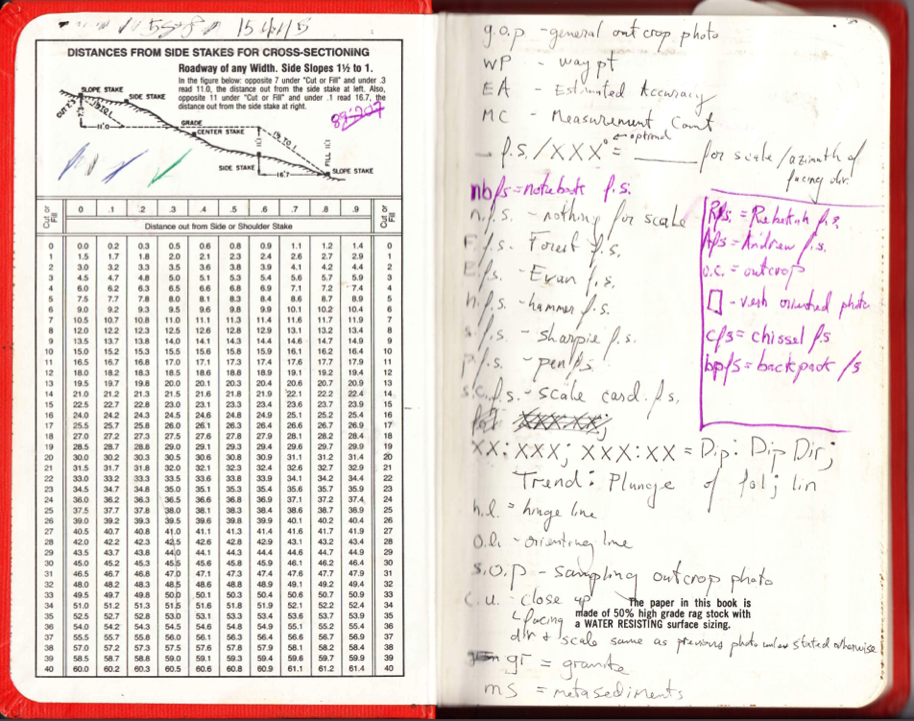 15415
DISTANCES FROM SIDE STAKES FOR CROSS-SECTIONING
Roadway of any Width. Side Slopes 1½ to 1.
In the figure below: opposite 7 under "Cut or Fill" and under .3
read 11.0, the distance out from the side stake at left. Also,
opposite 11 under "Cut or Fill" and under .1 read 16.7, the
distance out from the side stake at right.
SLOPE STAKE
SIDE STAKE
CUT 7.3
1½ TO 1
11'0
GRADE
CENTER STAKE
11.1
1½ TO 1
FILL 11.1
SIDE STAKE
16.7
SLOPE STAKE
Cut or Fill 0 .1 .2 .3 .4 .5 .6 .7 .8 .9 Cut or Fill
Distance out from Side or Shoulder Stake
0 0.0 0.2 0.3 0.5 0.6 0.8 0.9 1.1 1.2 1.4 0
1 1.5 1.7 1.8 2.0 2.1 2.3 2.4 2.6 2.7 2.9 1
2 3.0 3.2 3.3 3.5 3.6 3.8 3.9 4.1 4.2 4.4 2
3 4.5 4.7 4.8 5.0 5.1 5.3 5.4 5.6 5.7 5.9 3
4 6.0 6.2 6.3 6.5 6.6 6.8 6.9 7.1 7.2 7.4 4
5 7.5 7.7 7.8 8.0 8.1 8.3 8.4 8.6 8.7 8.9 5
6 9.0 9.2 9.3 9.5 9.6 9.8 9.9 10.1 10.2 10.4 6
7 10.5 10.7 10.8 11.0 11.1 11.3 11.4 11.6 11.7 11.9 7
8 12.0 12.2 12.3 12.5 12.6 12.8 12.9 13.1 13.2 13.4 8
9 13.5 13.7 13.8 14.0 14.1 14.3 14.4 14.6 14.7 14.9 9
10 15.0 15.2 15.3 15.5 15.6 15.8 15.9 16.1 16.2 16.4 10
11 16.5 16.7 16.8 17.0 17.1 17.3 17.4 17.6 17.7 17.9 11
12 18.0 18.2 18.3 18.5 18.6 18.8 18.9 19.1 19.2 19.4 12
13 19.5 19.7 19.8 20.0 20.1 20.3 20.4 20.6 20.7 20.9 13
14 21.0 21.2 21.3 21.5 21.6 21.8 21.9 22.1 22.2 22.4 14
15 22.5 22.7 22.8 23.0 23.1 23.3 23.4 23.6 23.7 23.9 15
16 24.0 24.2 24.3 24.5 24.6 24.8 24.9 25.1 25.2 25.4 16
17 25.5 25.7 25.8 26.0 26.1 26.3 26.4 26.6 26.7 26.9 17
18 27.0 27.2 27.3 27.5 27.6 27.8 27.9 28.1 28.2 28.4 18
19 28.5 28.7 28.8 29.0 29.1 29.3 29.4 29.6 29.7 29.9 19
20 30.0 30.2 30.3 30.5 30.6 30.8 30.9 31.1 31.2 31.4 20
21 31.5 31.7 31.8 32.0 32.1 32.3 32.4 32.6 32.7 32.9 21
22 33.0 33.2 33.3 33.5 33.6 33.8 33.9 34.1 34.2 34.4 22
23 34.5 34.7 34.8 35.0 35.1 35.3 35.4 35.6 35.7 35.9 23
24 36.0 36.2 36.3 36.5 36.6 36.8 36.9 37.1 37.2 37.4 24
25 37.5 37.7 37.8 38.0 38.1 38.3 38.4 38.6 38.7 38.9 25
26 39.0 39.2 39.3 39.5 39.6 39.8 39.9 40.1 40.2 40.4 26
27 40.5 40.7 40.8 41.0 41.1 41.3 41.4 41.6 41.7 41.9 27
28 42.0 42.2 42.3 42.5 42.6 42.8 42.9 43.1 43.2 43.4 28
29 43.5 43.7 43.8 44.0 44.1 44.3 44.4 44.6 44.7 44.9 29
30 45.0 45.2 45.3 45.5 45.6 45.8 45.9 46.1 46.2 46.4 30
31 46.5 46.7 46.8 47.0 47.1 47.3 47.4 47.6 47.7 47.9 31
32 48.0 48.2 48.3 48.5 48.6 48.8 48.9 49.1 49.2 49.4 32
33 49.5 49.7 49.8 50.0 50.1 50.3 50.4 50.6 50.7 50.9 33
34 51.0 51.2 51.3 51.5 51.6 51.8 51.9 52.1 52.2 52.4 34
35 52.5 52.7 52.8 53.0 53.1 53.3 53.4 53.6 53.7 53.9 35
36 54.0 54.2 54.3 54.5 54.6 54.8 54.9 55.1 55.2 55.4 36
37 55.5 55.7 55.8 56.0 56.1 56.3 56.4 56.6 56.7 56.9 37
38 57.0 57.2 57.3 57.5 57.6 57.8 57.9 58.1 58.2 58.4 38
39 58.5 58.7 58.8 59.0 59.1 59.3 59.4 59.6 59.7 59.9 39
40 60.0 60.2 60.3 60.5 60.6 60.8 60.9 61.1 61.2 61.4 40
g.o.p - general outcrop photo
WP - waypt
EA - Estimated Accuracy
MC - Measurement Count
← optional
_ f.s./XXX° = _____ for scale/azimuth of
facing dir.
nbfs = notebook f.s.
n.f.s. - nothing for scale
F.f.s. - Forest f.s.
E.f.s. - Evan f.s.
h.f.s. - hammer f.s.
s.f.s. - sharpie f.s.
p.f.s. - pen f.s.
s.c.f.s. - scale card f.s.
Rfs. = Rebekah f.s.
Afs = Andrew f.s.
o.c. = outcrop
▯ - vert oriented photo
cfs = chissel f.s
bpfs = backpack fs
XX:XXX; XXX:XX = Dip: Dip Dir;
Trend: Plunge of fol; lin
h.l. = hinge line
o.l. - orienting line
s.o.p - sampling outcrop photo
c.u. - close up
The paper in this book is
made of 50% high grade rag stock with
a WATER RESISTING surface sizing.
↳ facing
dir & scale same as previous photo unless stated otherwise
gr = granite
ms = metasediments